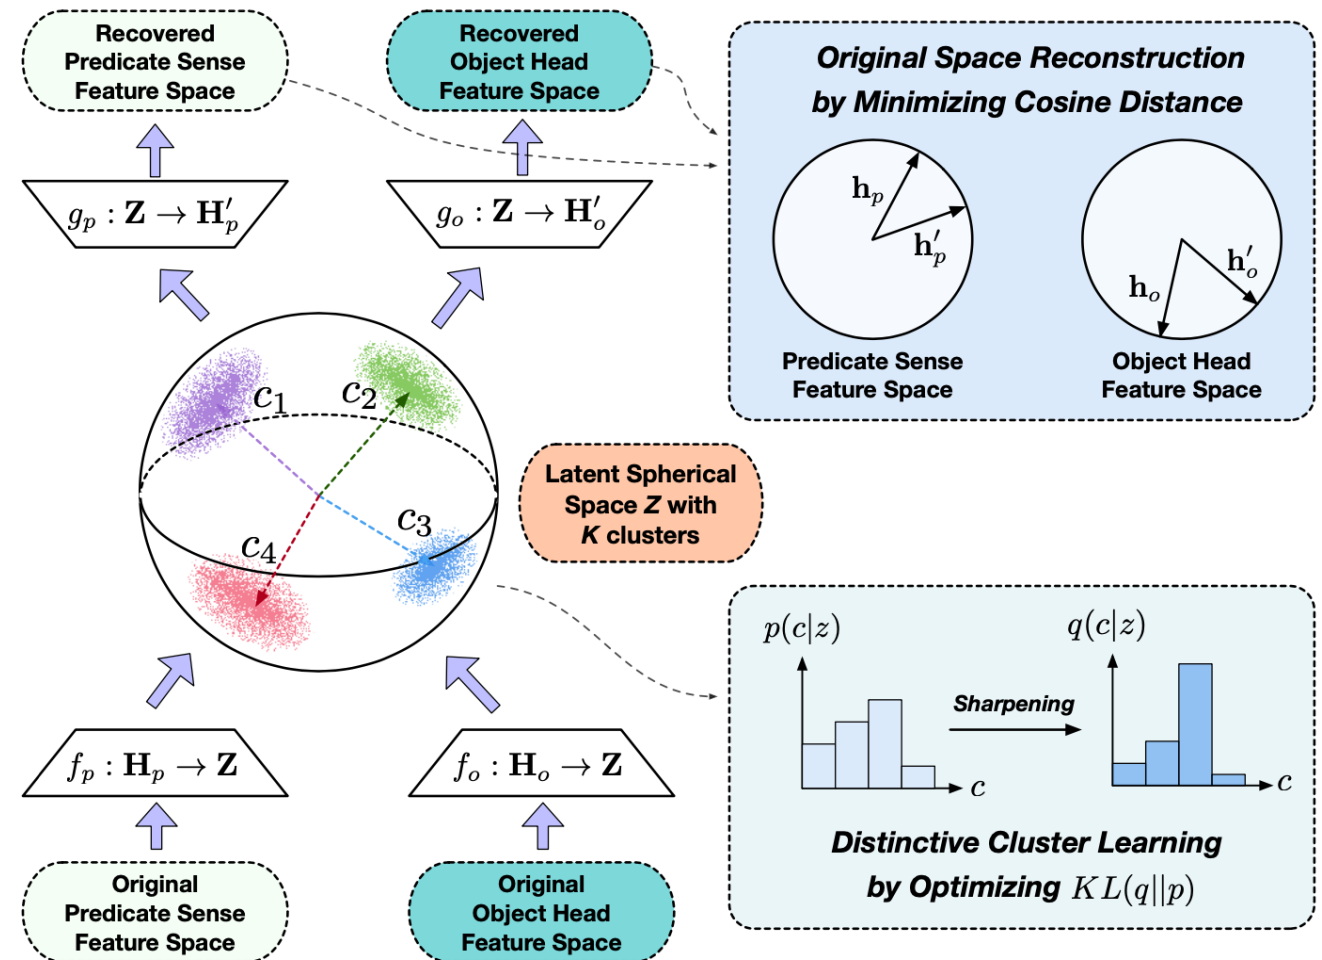 Recovered
Predicate Sense
Feature Space
Recovered
Object Head
Feature Space
g_p : Z → H′_p
g_o : Z → H′_o
Original Space Reconstruction
by Minimizing Cosine Distance
h_p
h′_p
h_o
h′_o
Predicate Sense
Feature Space
Object Head
Feature Space
c_1
c_2
c_3
c_4
Latent Spherical
Space Z with
K clusters
f_p : H_p → Z
f_o : H_o → Z
Original
Predicate Sense
Feature Space
Original
Object Head
Feature Space
p(c|z)
c
Sharpening
q(c|z)
c
Distinctive Cluster Learning
by Optimizing KL(q||p)